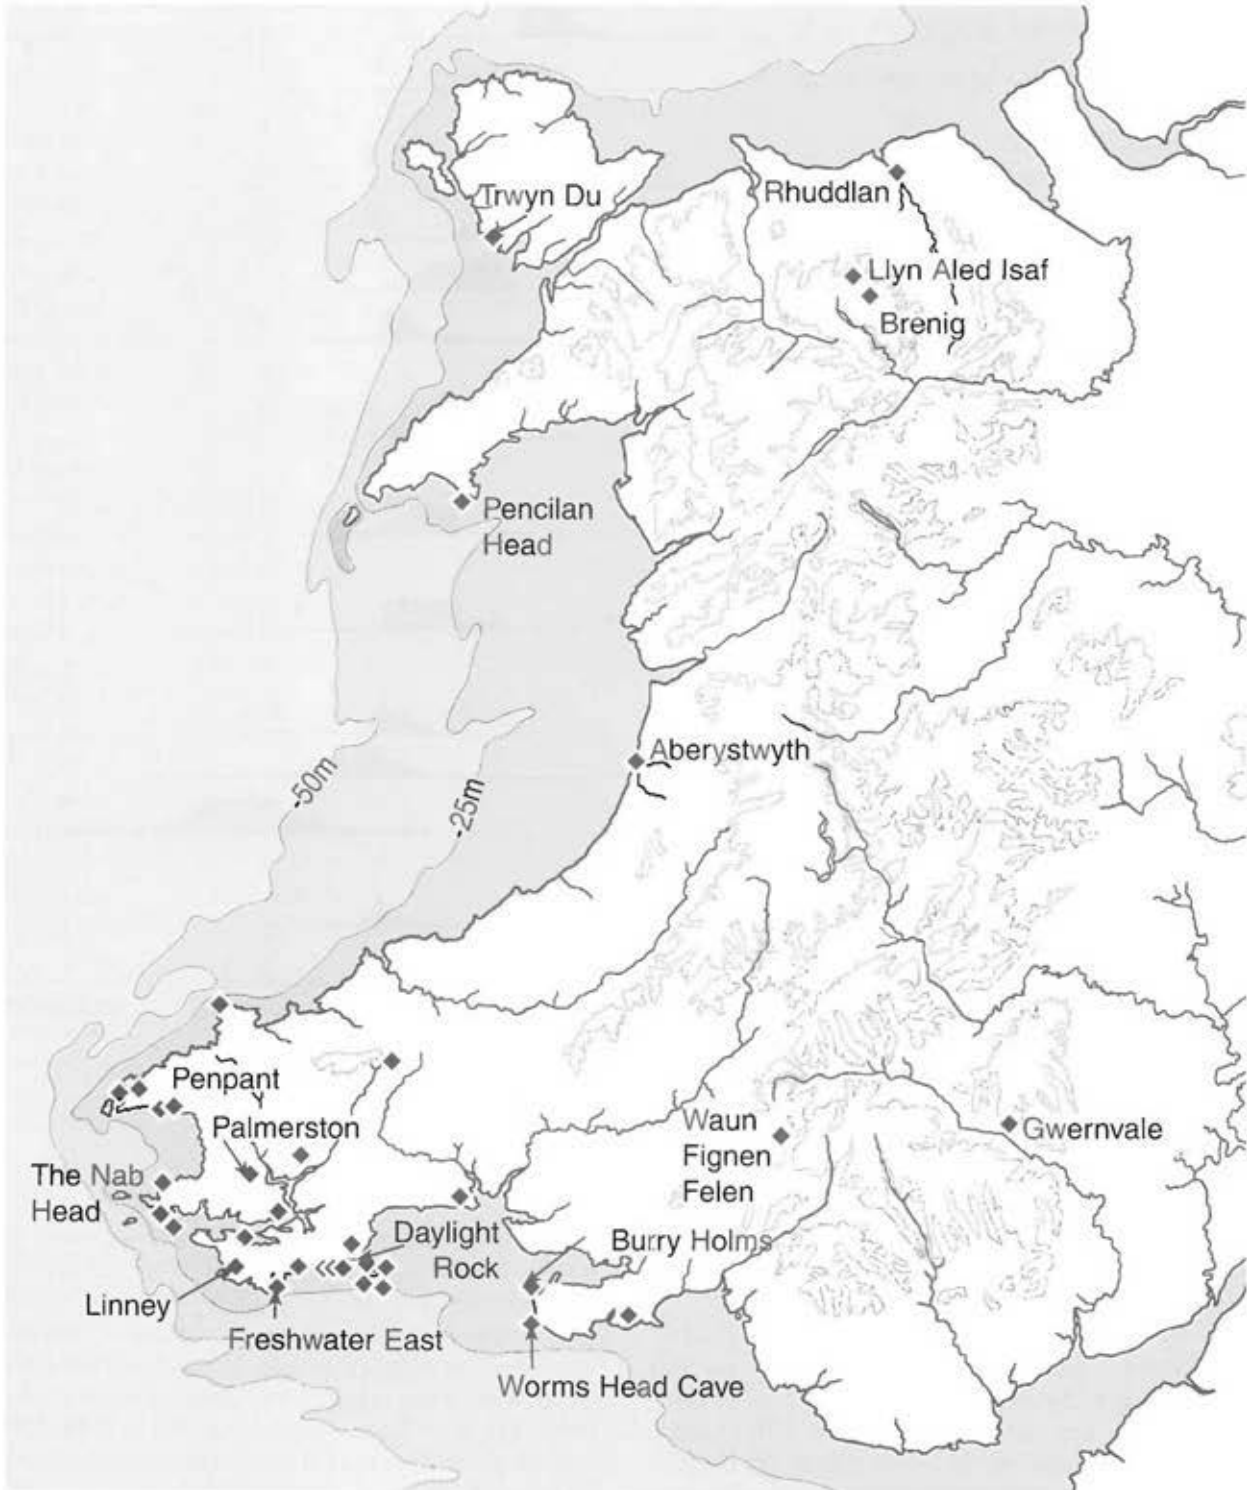 Trwyn Du
Rhuddlan
Llyn Aled Isaf
Brenig
Pencilan
Head
Aberystwyth
-50m
-25m
Penpant
Palmerston
The Nab
Head
Waun
Fignen
Felen
Gwernvale
Daylight
Rock
Burry Holms
Linney
Freshwater East
Worms Head Cave